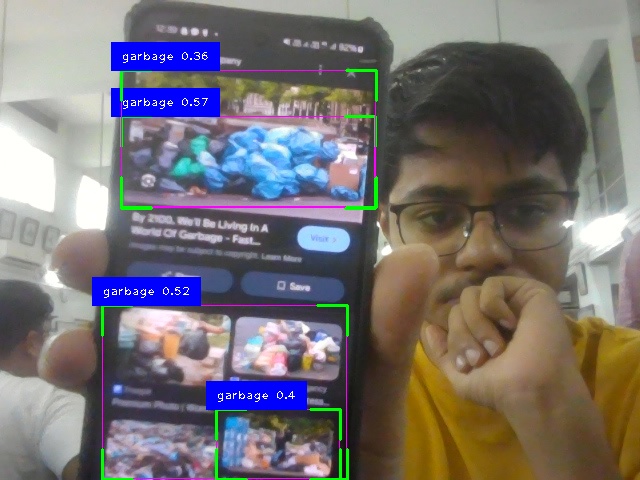 82%
garbage 0.36
garbage 0.57
By 2100, We'll Be Living In A
World Of Garbage - Fast...
Visit >
Images may be subject to copyright. Learn More
Save
garbage 0.52
garbage 0.4